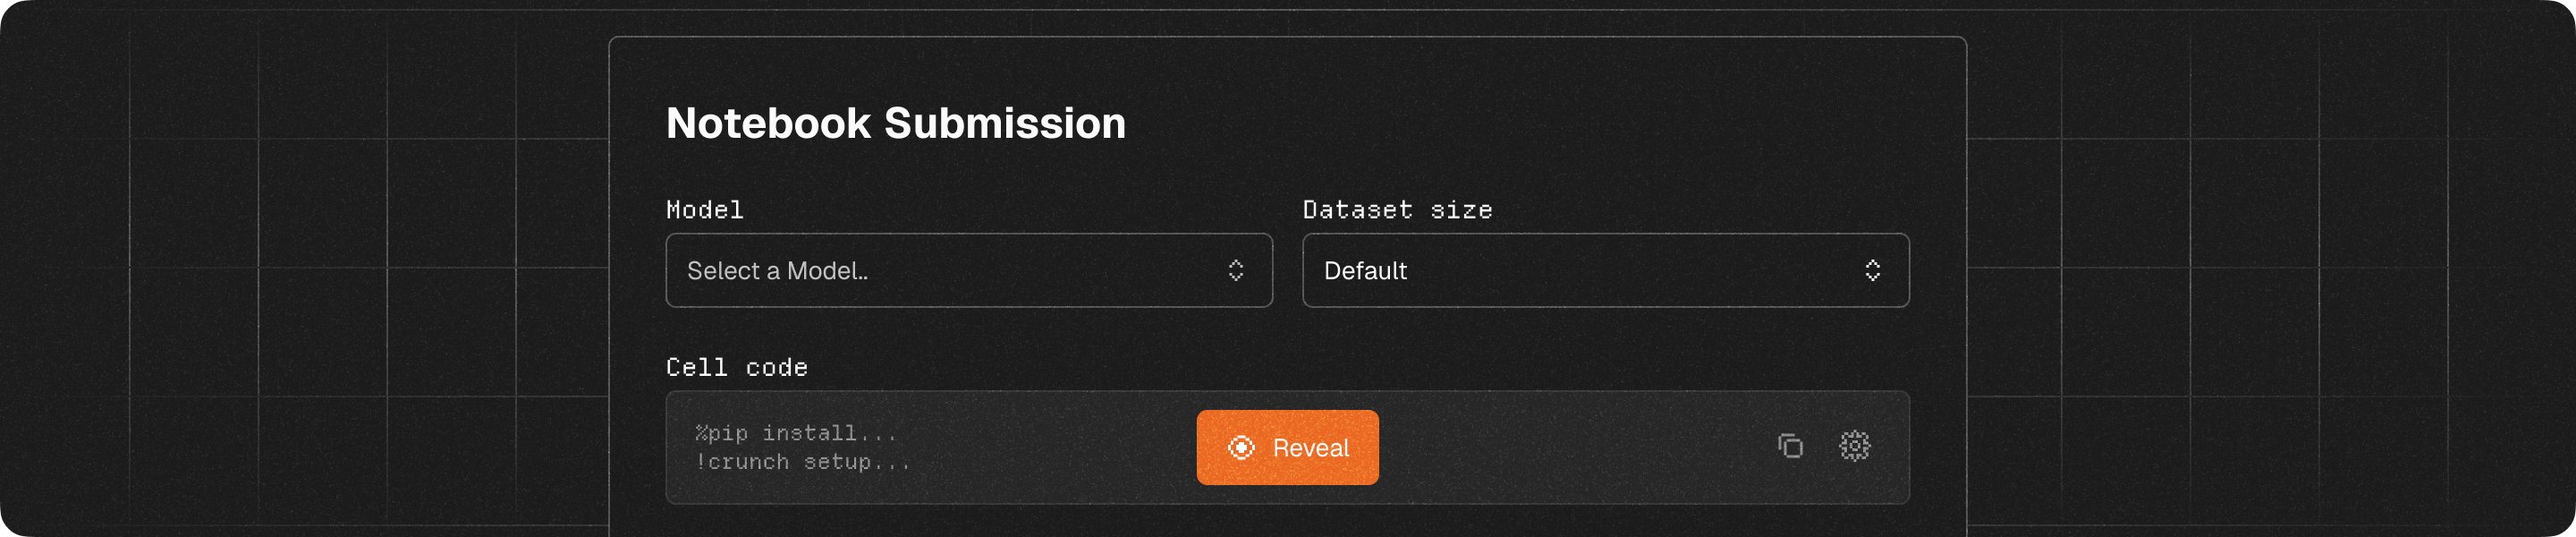 Notebook Submission
Model
Dataset size
Select a Model..
Default
Cell code
%pip install...
!crunch setup...
Reveal